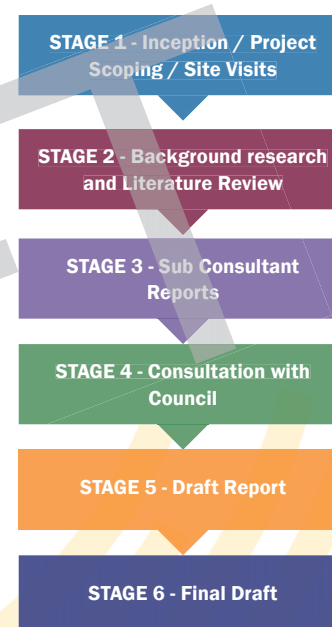 STAGE 1 - Inception / Project
Scoping / Site Visits
STAGE 2 - Background research
and Literature Review
STAGE 3 - Sub Consultant
Reports
STAGE 4 - Consultation with
Council
STAGE 5 - Draft Report
STAGE 6 - Final Draft